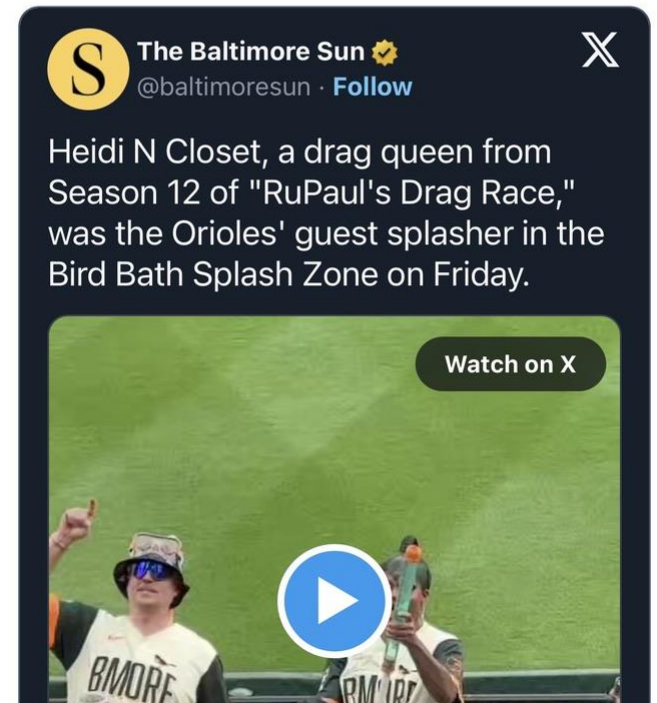 S
The Baltimore Sun
X
@baltimoresun · Follow
Heidi N Closet, a drag queen from
Season 12 of "RuPaul's Drag Race,"
was the Orioles' guest splasher in the
Bird Bath Splash Zone on Friday.
Watch on X
BMORE